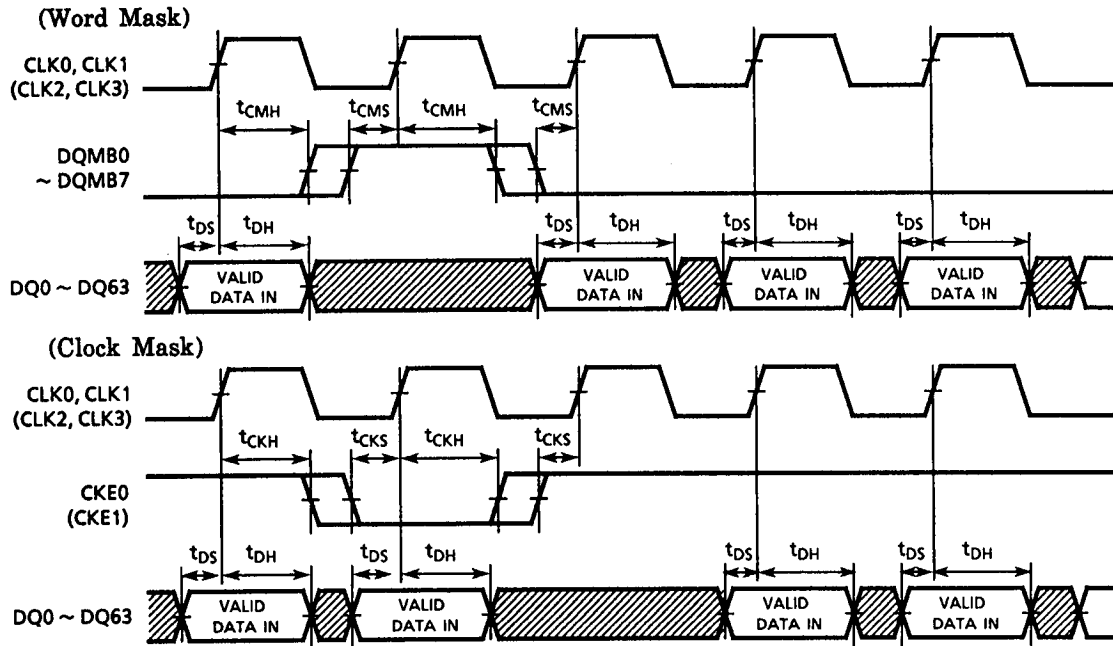 (Word Mask)
CLK0, CLK1
(CLK2, CLK3)
tCMH tCMS tCMH tCMS
DQMB0
~ DQMB7
tDS tDH tDS tDH tDS tDH tDS tDH
DQ0 ~ DQ63
VALID DATA IN VALID DATA IN VALID DATA IN VALID DATA IN
(Clock Mask)
CLK0, CLK1
(CLK2, CLK3)
tCKH tCKS tCKH tCKS
CKE0
(CKE1)
tDS tDH tDS tDH tDS tDH tDS tDH
DQ0 ~ DQ63
VALID DATA IN VALID DATA IN VALID DATA IN VALID DATA IN